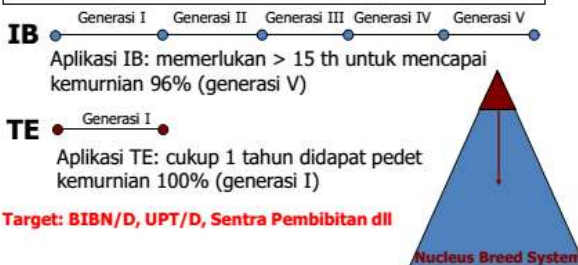 Generasi I Generasi II Generasi III Generasi IV Generasi V
IB
Aplikasi IB: memerlukan > 15 th untuk mencapai
kemurnian 96% (generasi V)
Generasi I
TE
Aplikasi TE: cukup 1 tahun didapat pedet
kemurnian 100% (generasi I)
Target: BIBN/D, UPT/D, Sentra Pembibitan dll
Nucleus Breed System